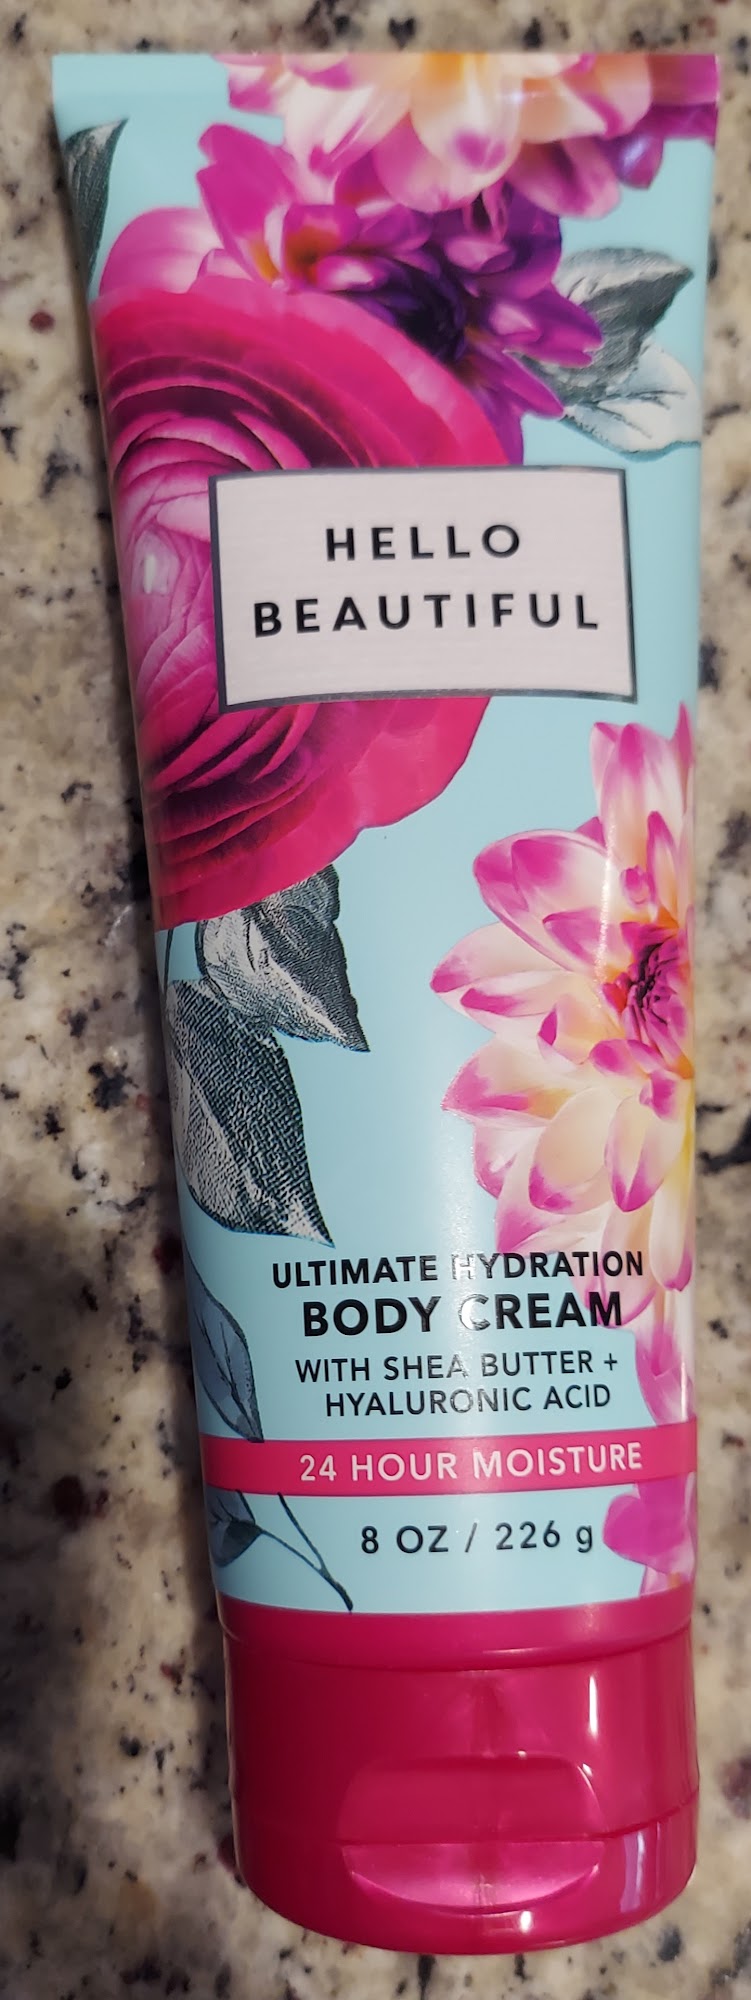 HELLO
BEAUTIFUL
ULTIMATE HYDRATION
BODY CREAM
WITH SHEA BUTTER +
HYALURONIC ACID
24 HOUR MOISTURE
8 OZ / 226 g